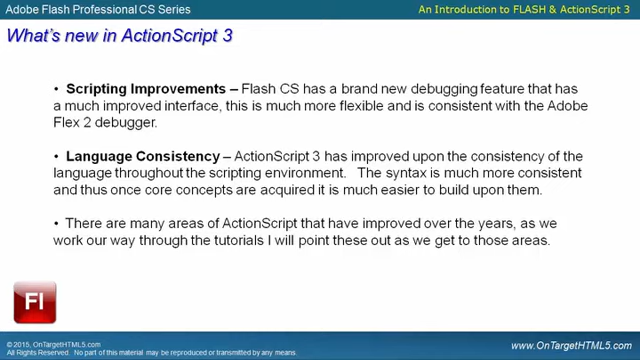 Adobe Flash Professional CS Series
An Introduction to FLASH & ActionScript 3
What's new in ActionScript 3
• Scripting Improvements – Flash CS has a brand new debugging feature that has
a much improved interface, this is much more flexible and is consistent with the Adobe
Flex 2 debugger.
• Language Consistency – ActionScript 3 has improved upon the consistency of the
language throughout the scripting environment. The syntax is much more consistent
and thus once core concepts are acquired it is much easier to build upon them.
• There are many areas of ActionScript that have improved over the years, as we
work our way through the tutorials I will point these out as we get to those areas.
Fl
© 2015, OnTargetHTML5.com
All Rights Reserved. No part of this material may be reproduced or transmitted by any means.
www.OnTargetHTML5.com